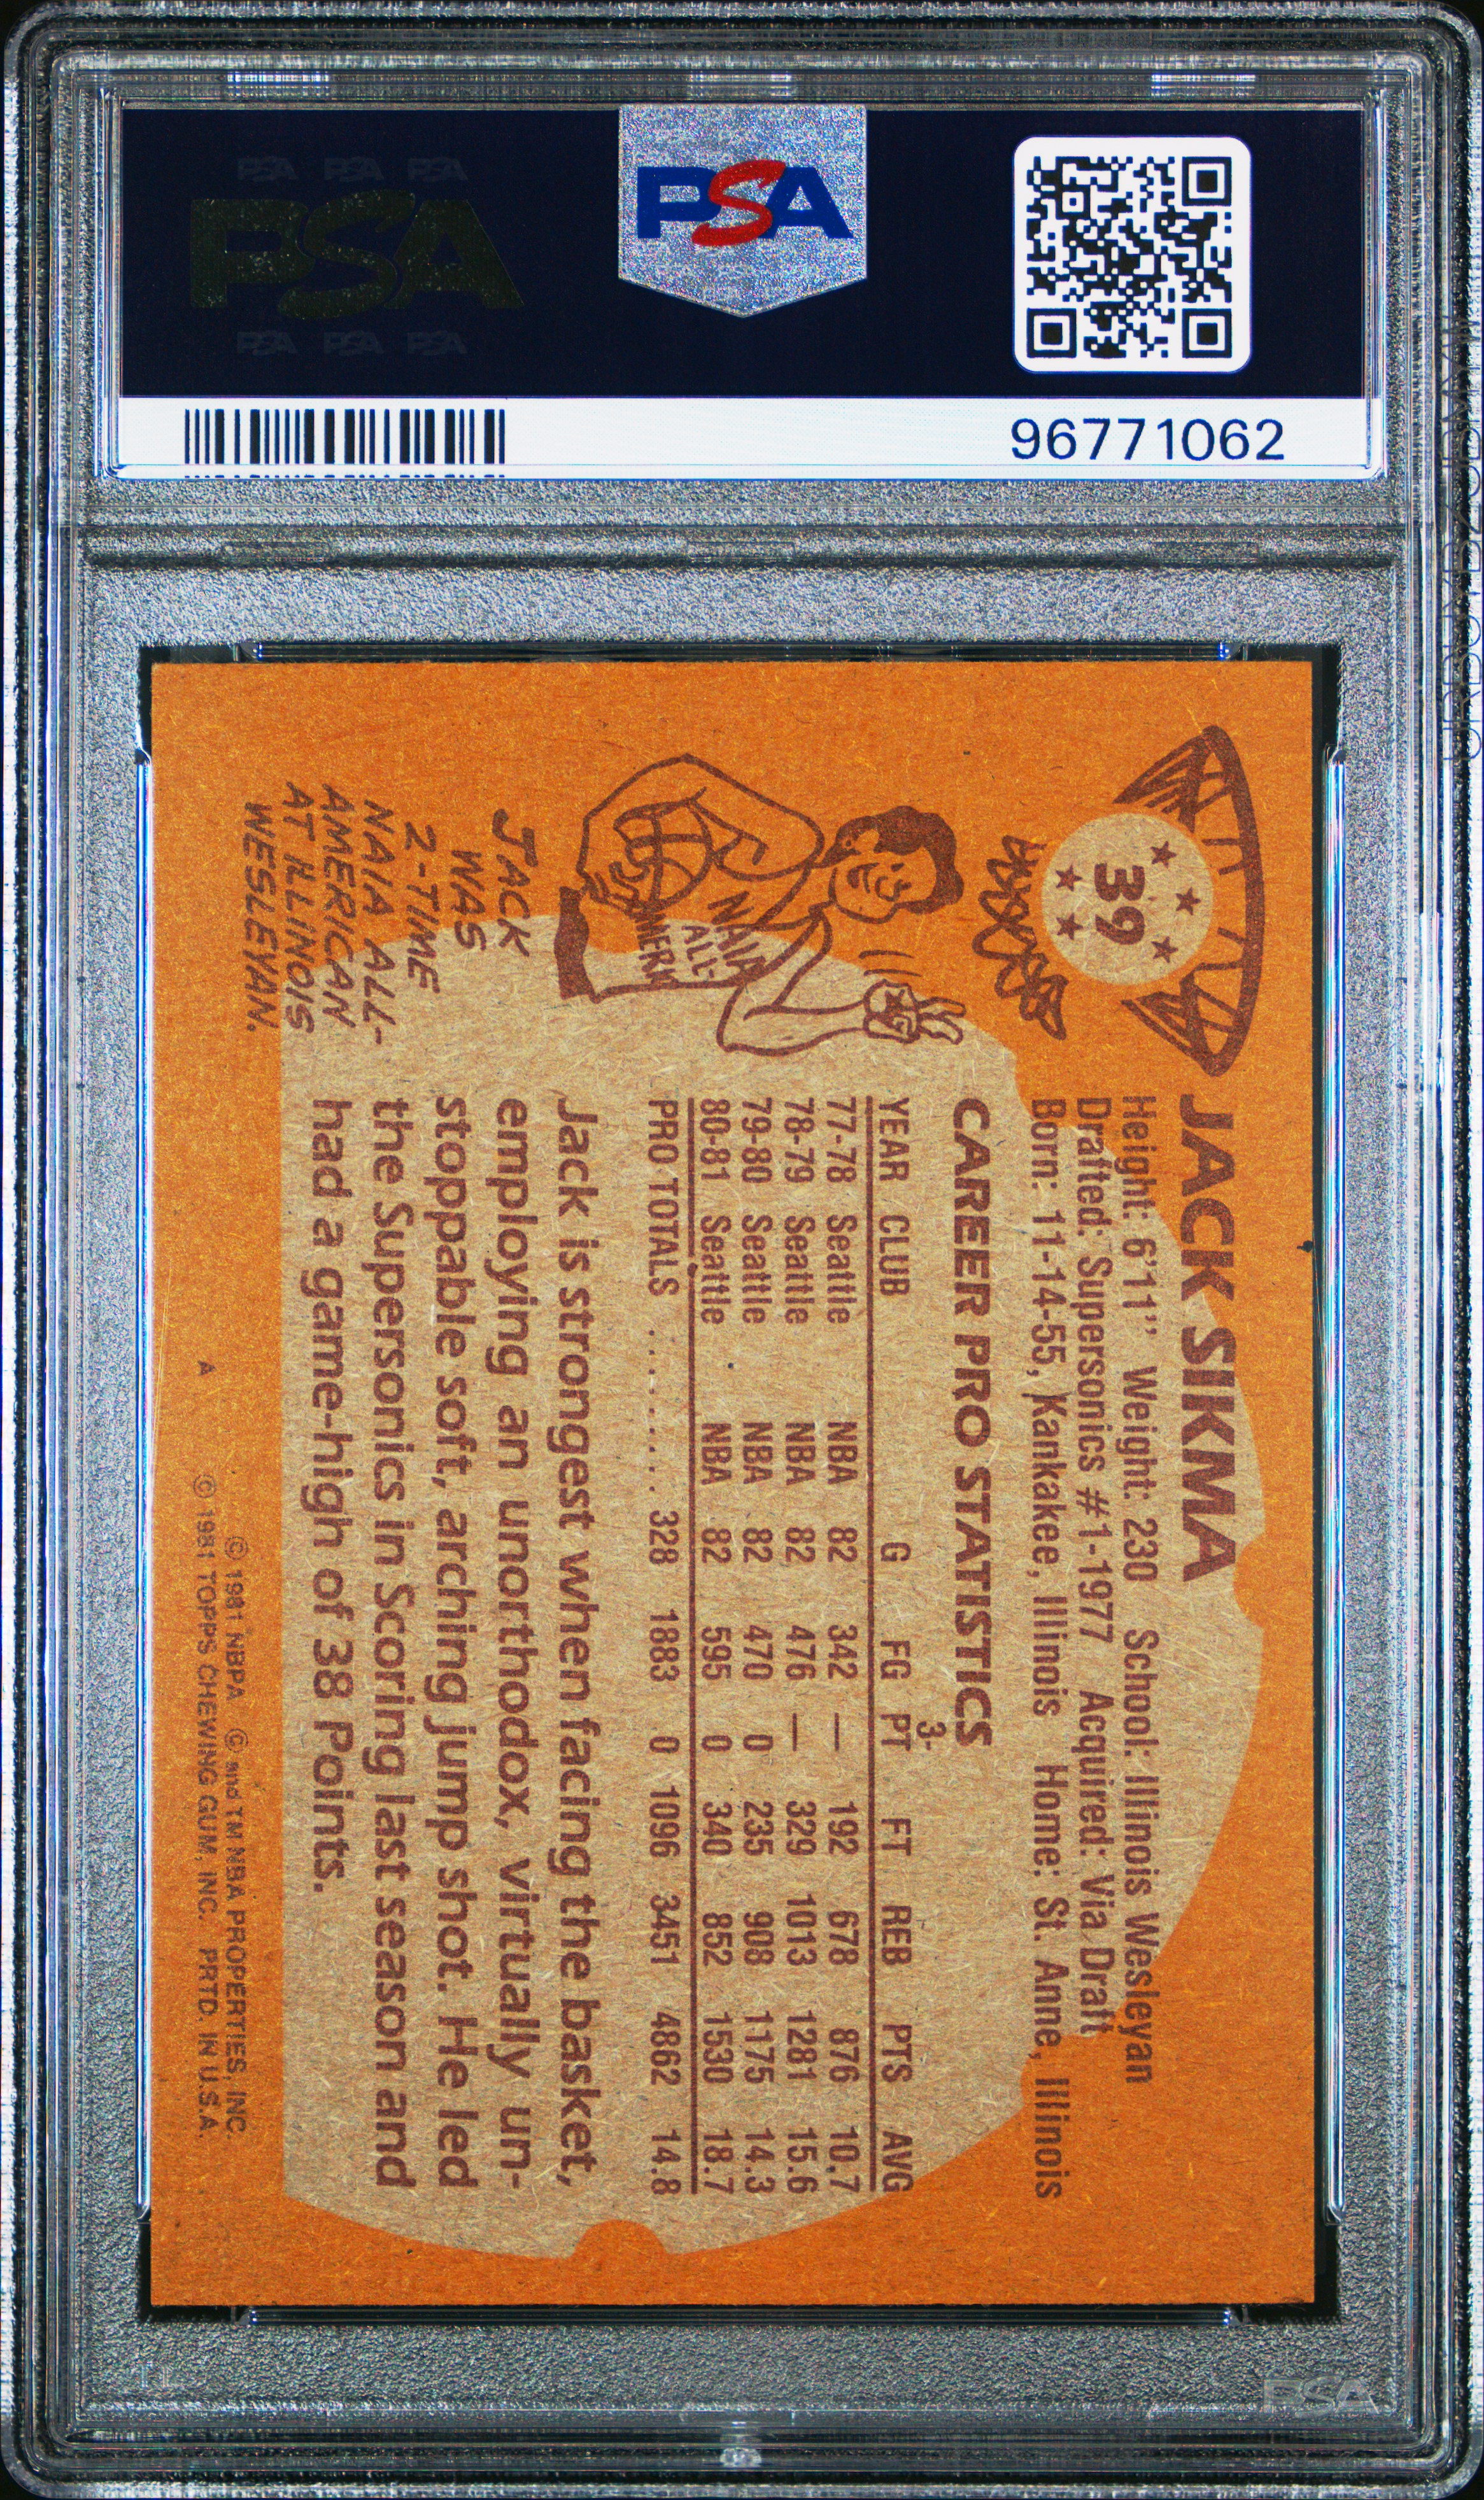 PSA PSA PSA
PSA
PSA PSA PSA
PSA
96771062
39
JACK SIKMA
Height: 6'11" Weight: 230 School: Illinois Wesleyan
Drafted: Supersonics #1-1977 Acquired: Via Draft
Born: 11-14-55, Kankakee, Illinois Home: St. Anne, Illinois
CAREER PRO STATISTICS
YEAR CLUB G FG 3-PT FT REB PTS AVG
77-78 Seattle NBA 82 342 — 192 678 876 10.7
78-79 Seattle NBA 82 476 — 329 1013 1281 15.6
79-80 Seattle NBA 82 470 0 235 908 1175 14.3
80-81 Seattle NBA 82 595 0 340 852 1530 18.7
PRO TOTALS ........ 328 1883 0 1096 3451 4862 14.8
Jack is strongest when facing the basket,
employing an unorthodox, virtually un-
stoppable soft, arching jump shot. He led
the Supersonics in Scoring last season and
had a game-high of 38 Points.
NAIA
ALL-
AMERI
JACK
WAS
2-TIME
NAIA ALL-
AMERICAN
AT ILLINOIS
WESLEYAN.
© 1981 NBPA © and TM NBA PROPERTIES, INC.
A © 1981 TOPPS CHEWING GUM, INC. PRTD. IN U.S.A.
PSA